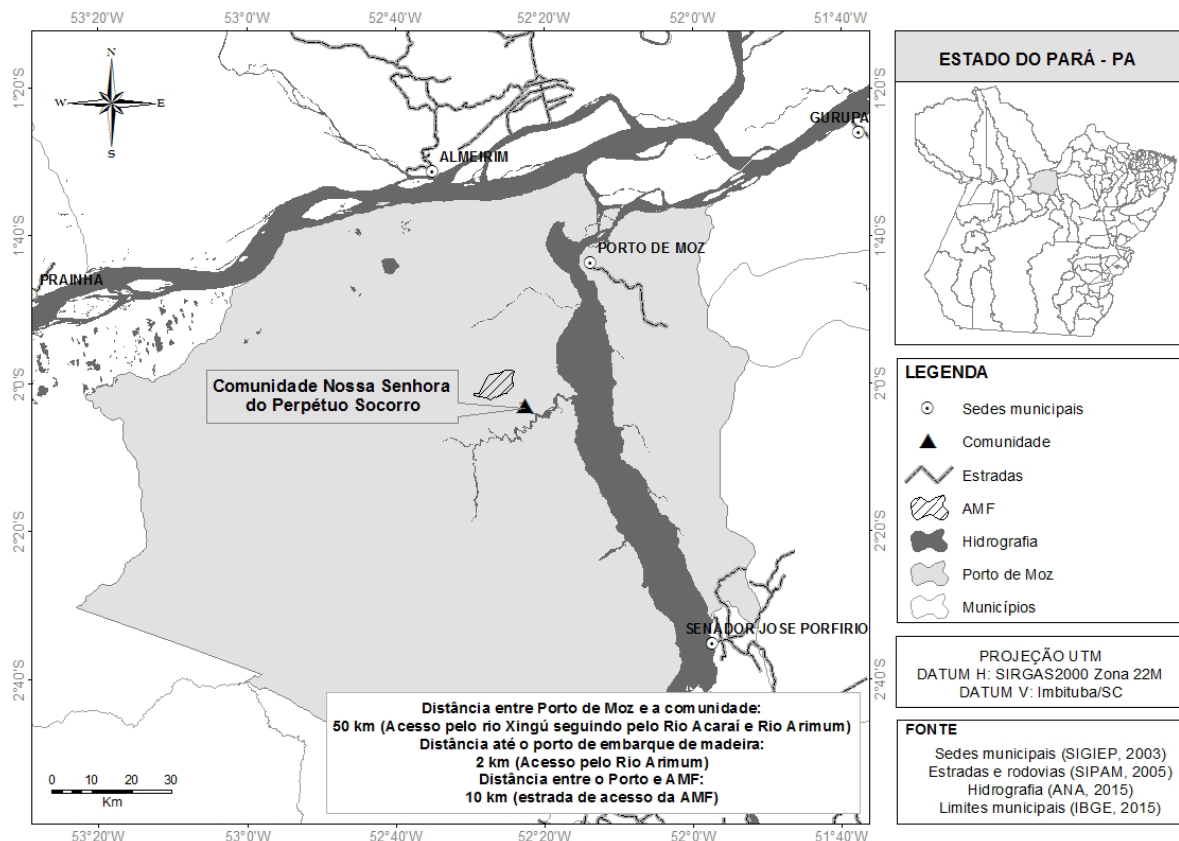 53°20'W 53°0'W 52°40'W 52°20'W 52°0'W 51°40'W
1°20'S
1°40'S
2°0'S
2°20'S
2°40'S
N
W E
S
GURUPA
ALMEIRIM
PORTO DE MOZ
PRAINHA
Comunidade Nossa Senhora
do Perpétuo Socorro
SENADOR JOSE PORFIRIO
Distância entre Porto de Moz e a comunidade:
50 km (Acesso pelo rio Xingú seguindo pelo Rio Acaraí e Rio Arimum)
Distância até o porto de embarque de madeira:
2 km (Acesso pelo Rio Arimum)
Distância entre o Porto e AMF:
10 km (estrada de acesso da AMF)
0 10 20 30
Km
53°20'W 53°0'W 52°40'W 52°20'W 52°0'W 51°40'W
1°20'S
1°40'S
2°0'S
2°20'S
2°40'S
ESTADO DO PARÁ - PA
LEGENDA
Sedes municipais
Comunidade
Estradas
AMF
Hidrografia
Porto de Moz
Municípios
PROJEÇÃO UTM
DATUM H: SIRGAS2000 Zona 22M
DATUM V: Imbituba/SC
FONTE
Sedes municipais (SIGIEP, 2003)
Estradas e rodovias (SIPAM, 2005)
Hidrografia (ANA, 2015)
Limites municipais (IBGE, 2015)